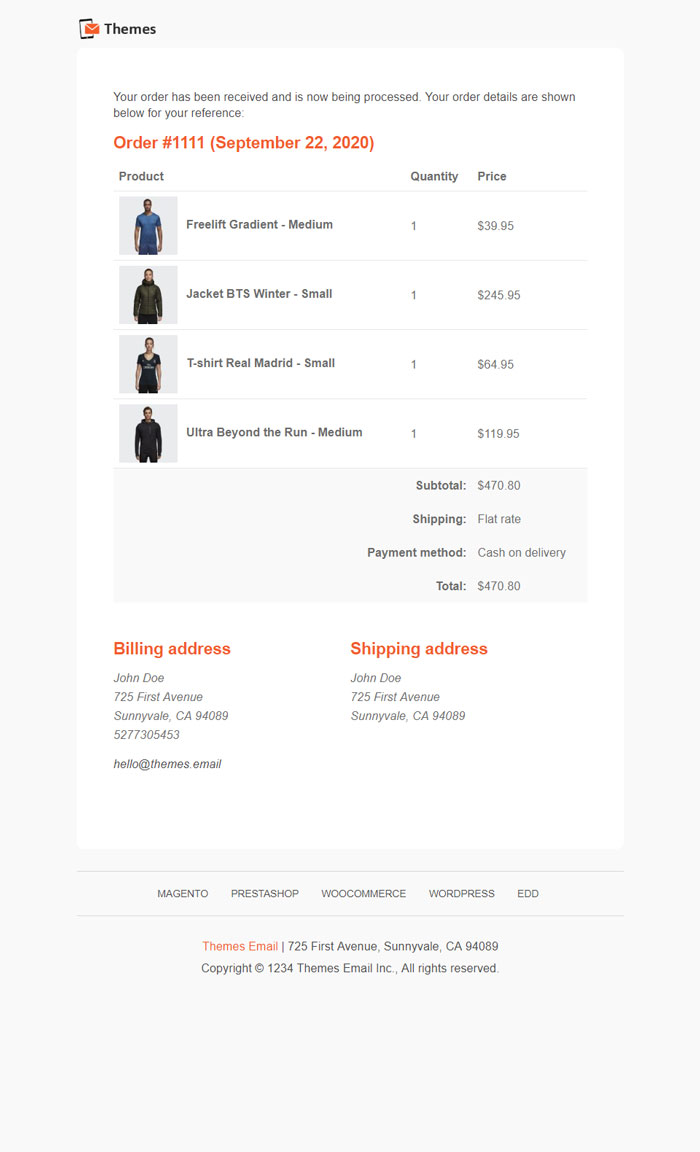 Themes
Your order has been received and is now being processed. Your order details are shown
below for your reference:
Order #1111 (September 22, 2020)
Product Quantity Price
Freelift Gradient - Medium 1 $39.95
Jacket BTS Winter - Small 1 $245.95
T-shirt Real Madrid - Small 1 $64.95
Ultra Beyond the Run - Medium 1 $119.95
Subtotal: $470.80
Shipping: Flat rate
Payment method: Cash on delivery
Total: $470.80
Billing address
John Doe
725 First Avenue
Sunnyvale, CA 94089
5277305453
hello@themes.email
Shipping address
John Doe
725 First Avenue
Sunnyvale, CA 94089
MAGENTO PRESTASHOP WOOCOMMERCE WORDPRESS EDD
Themes Email | 725 First Avenue, Sunnyvale, CA 94089
Copyright © 1234 Themes Email Inc., All rights reserved.